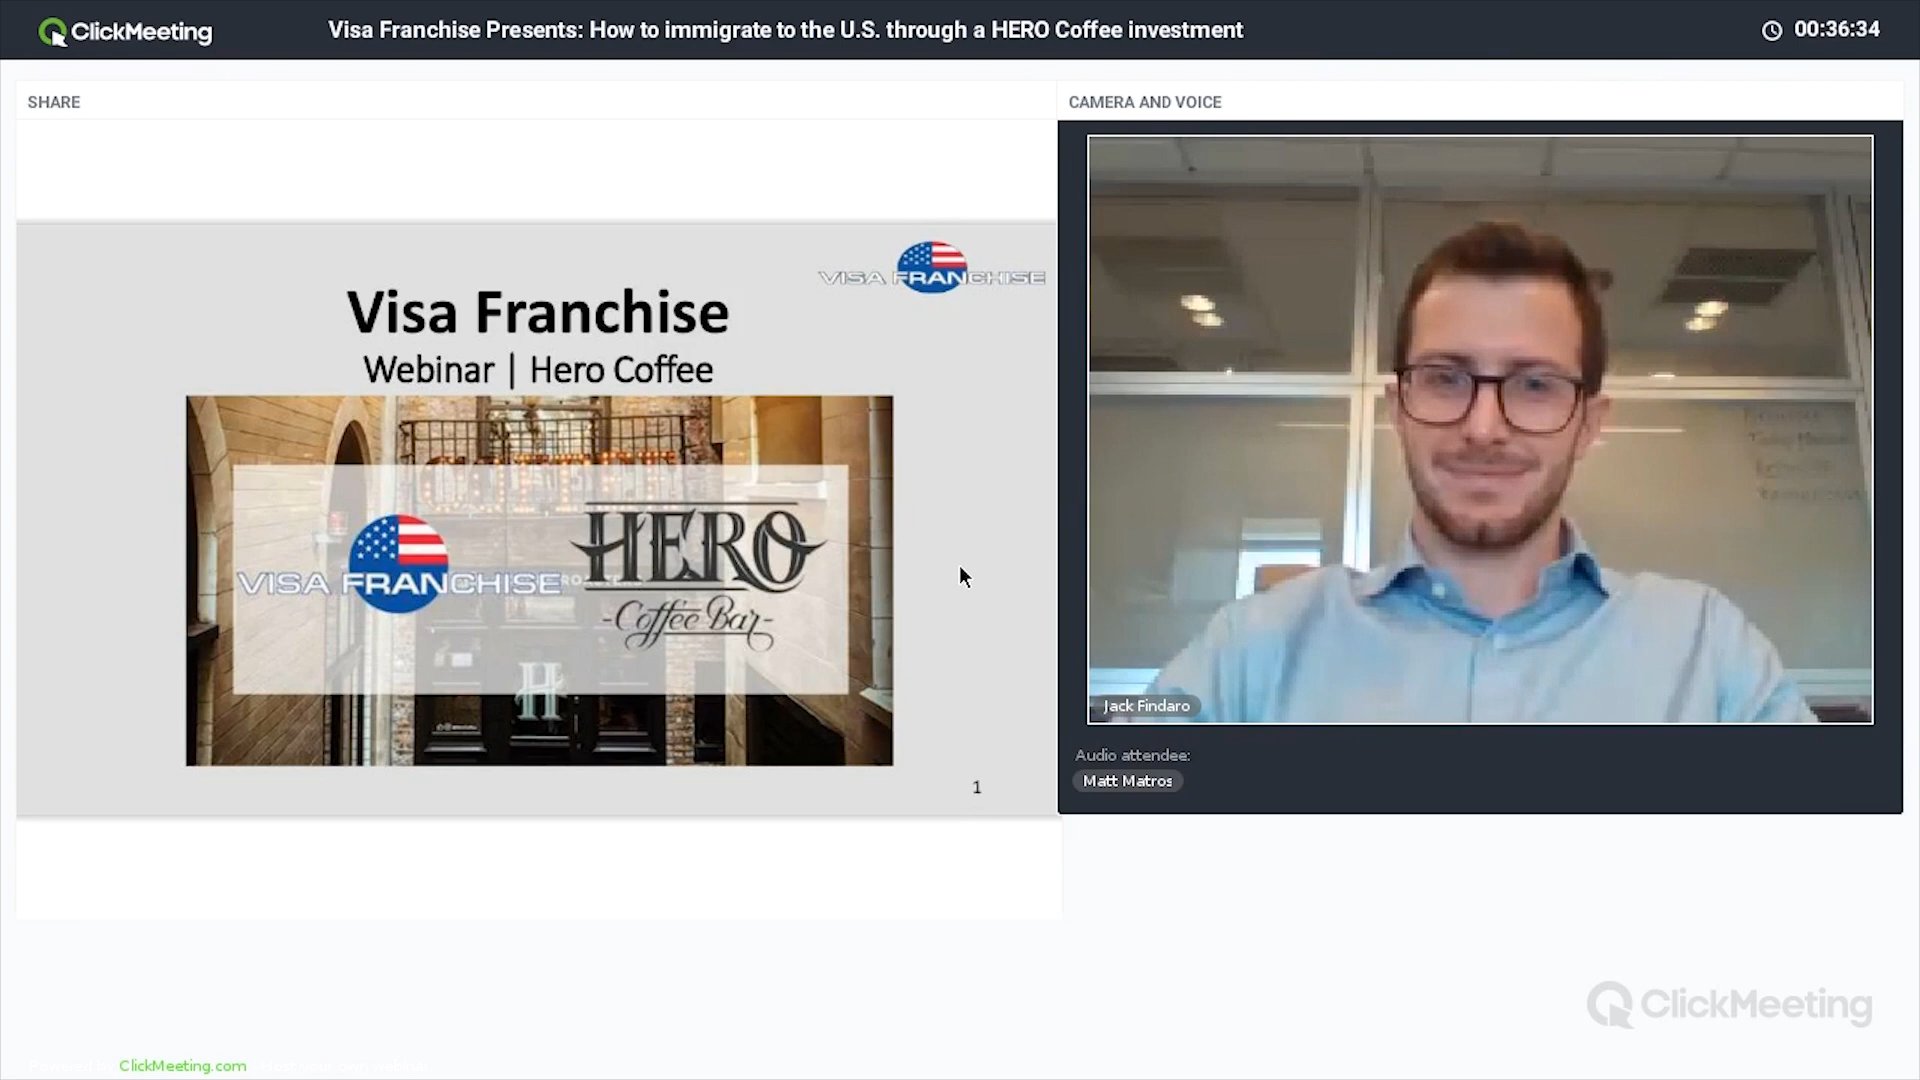 ClickMeeting
Visa Franchise Presents: How to immigrate to the U.S. through a HERO Coffee investment
00:36:34
SHARE
CAMERA AND VOICE
VISA FRANCHISE
Visa Franchise
Webinar | Hero Coffee
COFFEE
VISA FRANCHISE
HERO
-Coffee Bar-
H
1
Jack Findaro
Audio attendee:
Matt Matros
ClickMeeting
ClickMeeting.com